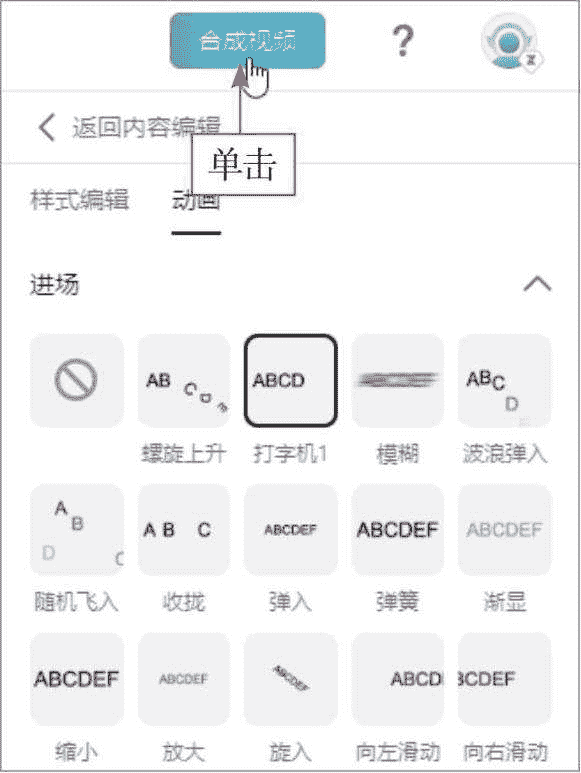 合成视频 ?
返回内容编辑
单击
样式编辑 动画
进场
AB C D E
ABCD
ABC D E
螺旋上升 打字机1 模糊 波浪弹入
A B D C
A B C
ABCDEF
ABCDEF
ABCDEF
随机飞入 收拢 弹入 弹簧 渐显
ABCDEF
ABCDEF
ABCDEF
ABCD
BCDEF
缩小 放大 旋入 向左滑动 向右滑动